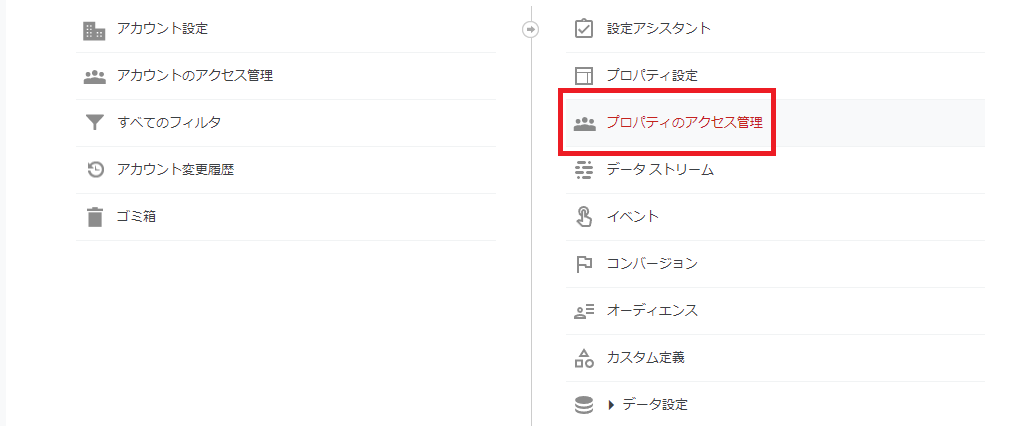 アカウント設定
アカウントのアクセス管理
すべてのフィルタ
アカウント変更履歴
ゴミ箱
設定アシスタント
プロパティ設定
プロパティのアクセス管理
データ ストリーム
イベント
コンバージョン
オーディエンス
カスタム定義
データ設定